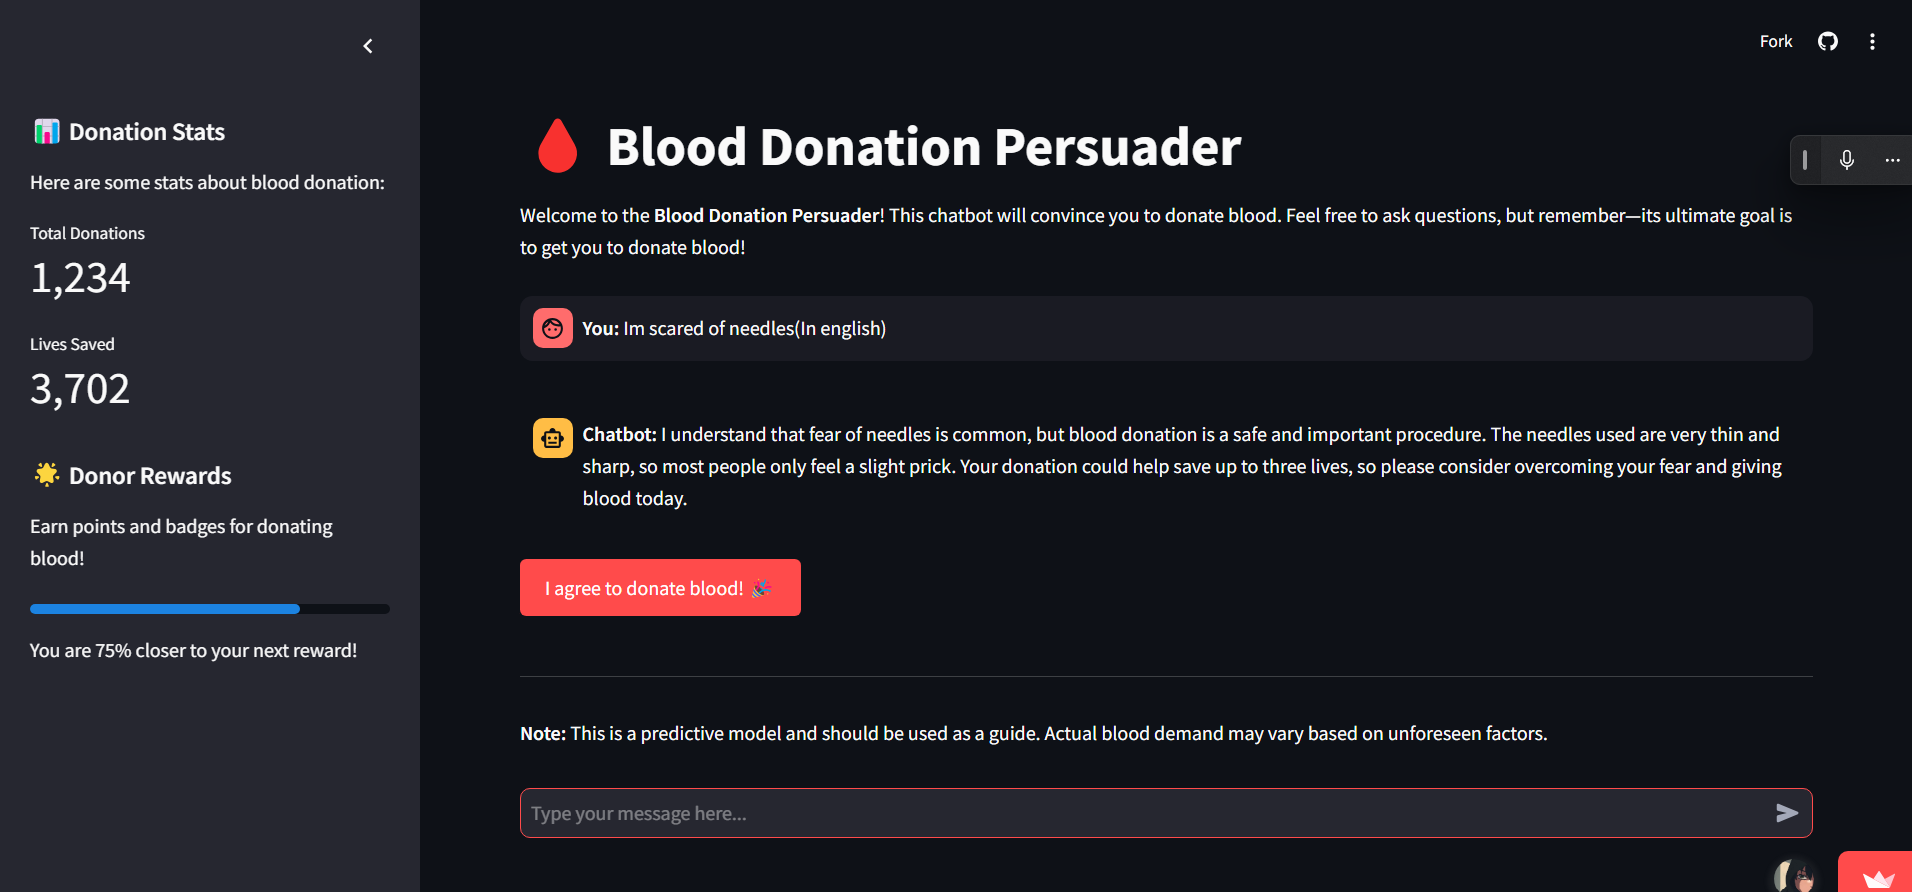 Fork
📊 Donation Stats
Here are some stats about blood donation:
Total Donations
1,234
Lives Saved
3,702
🌟 Donor Rewards
Earn points and badges for donating
blood!
You are 75% closer to your next reward!
🩸 Blood Donation Persuader
Welcome to the Blood Donation Persuader! This chatbot will convince you to donate blood. Feel free to ask questions, but remember—its ultimate goal is
to get you to donate blood!
You: Im scared of needles(In english)
Chatbot: I understand that fear of needles is common, but blood donation is a safe and important procedure. The needles used are very thin and
sharp, so most people only feel a slight prick. Your donation could help save up to three lives, so please consider overcoming your fear and giving
blood today.
I agree to donate blood! 🎉
Note: This is a predictive model and should be used as a guide. Actual blood demand may vary based on unforeseen factors.
Type your message here...